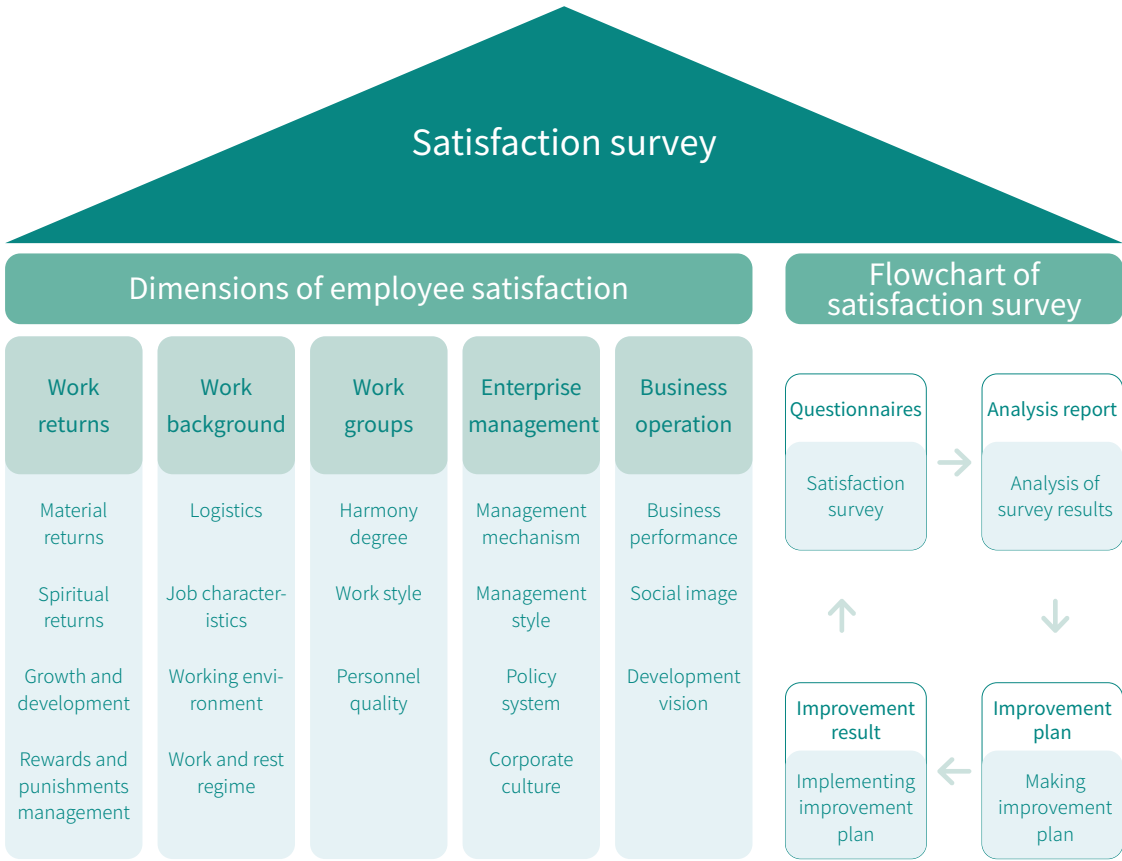 Satisfaction survey
Dimensions of employee satisfaction
Work
returns
Material
returns
Spiritual
returns
Growth and
development
Rewards and
punishments
management
Work
background
Logistics
Job character-
istics
Working envi-
ronment
Work and rest
regime
Work
groups
Harmony
degree
Work style
Personnel
quality
Enterprise
management
Management
mechanism
Management
style
Policy
system
Corporate
culture
Business
operation
Business
performance
Social image
Development
vision
Flowchart of
satisfaction survey
Questionnaires
Satisfaction
survey
Analysis report
Analysis of
survey results
Improvement
plan
Making
improvement
plan
Improvement
result
Implementing
improvement
plan